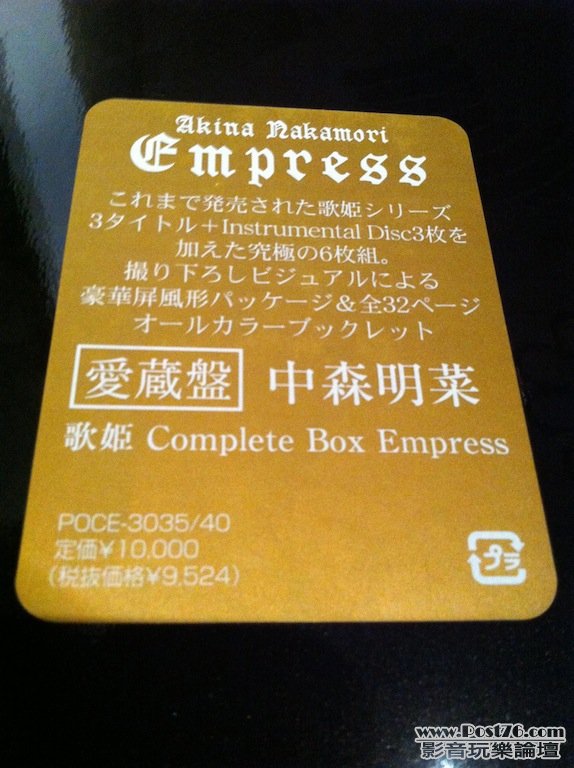 Akina Nakamori
Empress
これまで発売された歌姫シリーズ
3タイトル+Instrumental Disc3枚を
加えた究極の6枚組。
撮り下ろしビジュアルによる
豪華屏風形パッケージ&全32ページ
オールカラーブックレット
愛蔵盤 中森明菜
歌姫 Complete Box Empress
POCE-3035/40
定価¥10,000
(税抜価格¥9,524)
プラ
www.Post76.com
影音玩樂論壇